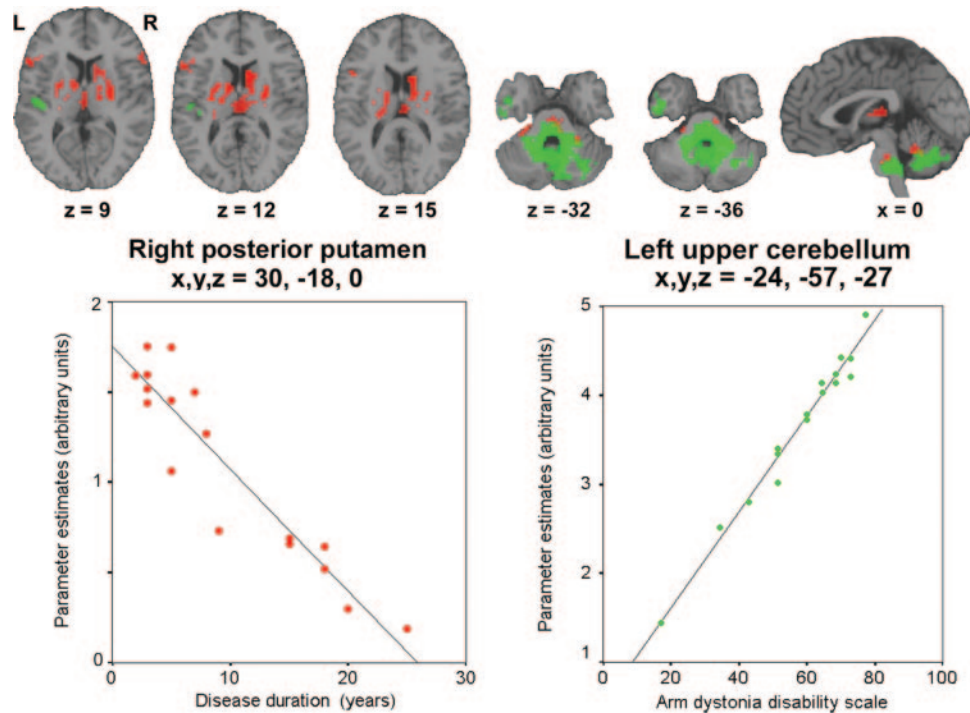 L R
z = 9 z = 12 z = 15 z = -32 z = -36 x = 0
Right posterior putamen
x,y,z = 30, -18, 0
2
1
0
0 10 20 30
Parameter estimates (arbitrary units)
Disease duration (years)
Left upper cerebellum
x,y,z = -24, -57, -27
5
4
3
2
1
0 20 40 60 80 100
Parameter estimates (arbitrary units)
Arm dystonia disability scale